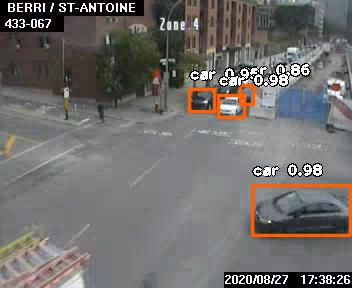 BERRI / ST-ANTOINE
433-067
Zone 4
car 0.86
car 0.98
car 0.98
2020/08/27 17:38:26